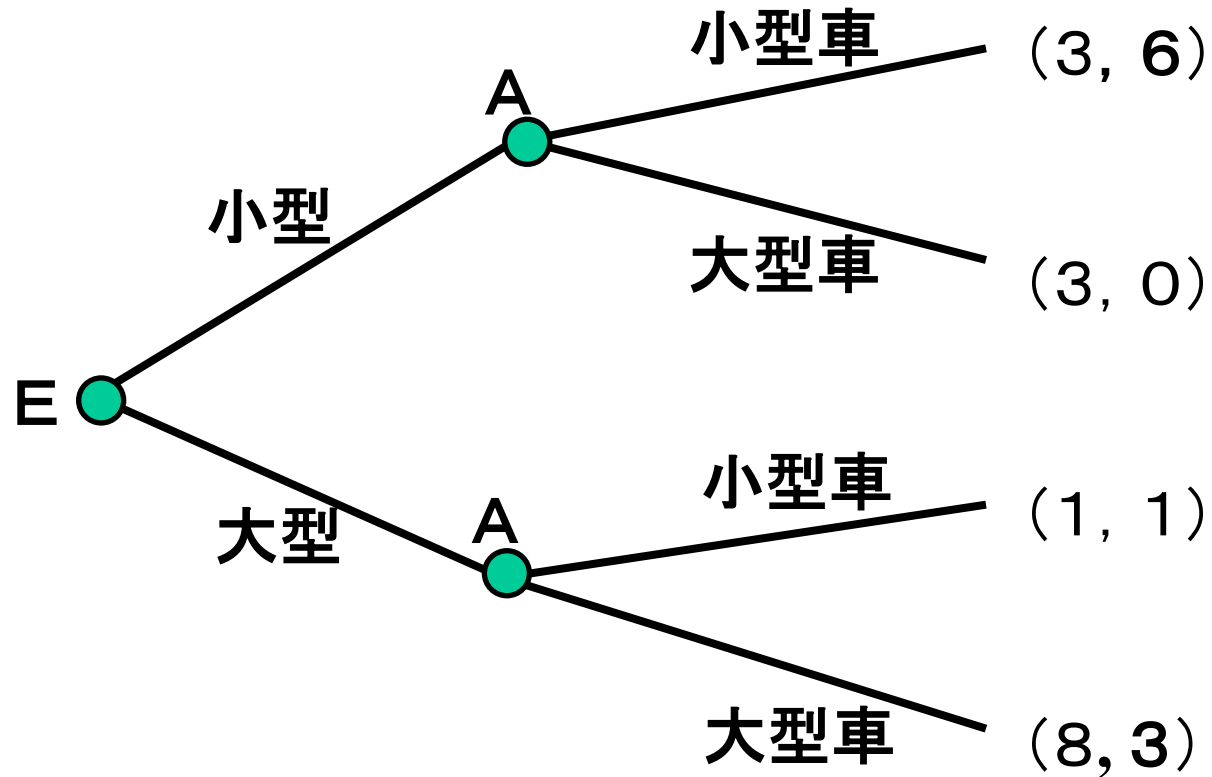 小型車
(3, 6)
A
小型
大型車
(3, 0)
E
小型車
(1, 1)
A
大型
大型車
(8,3)